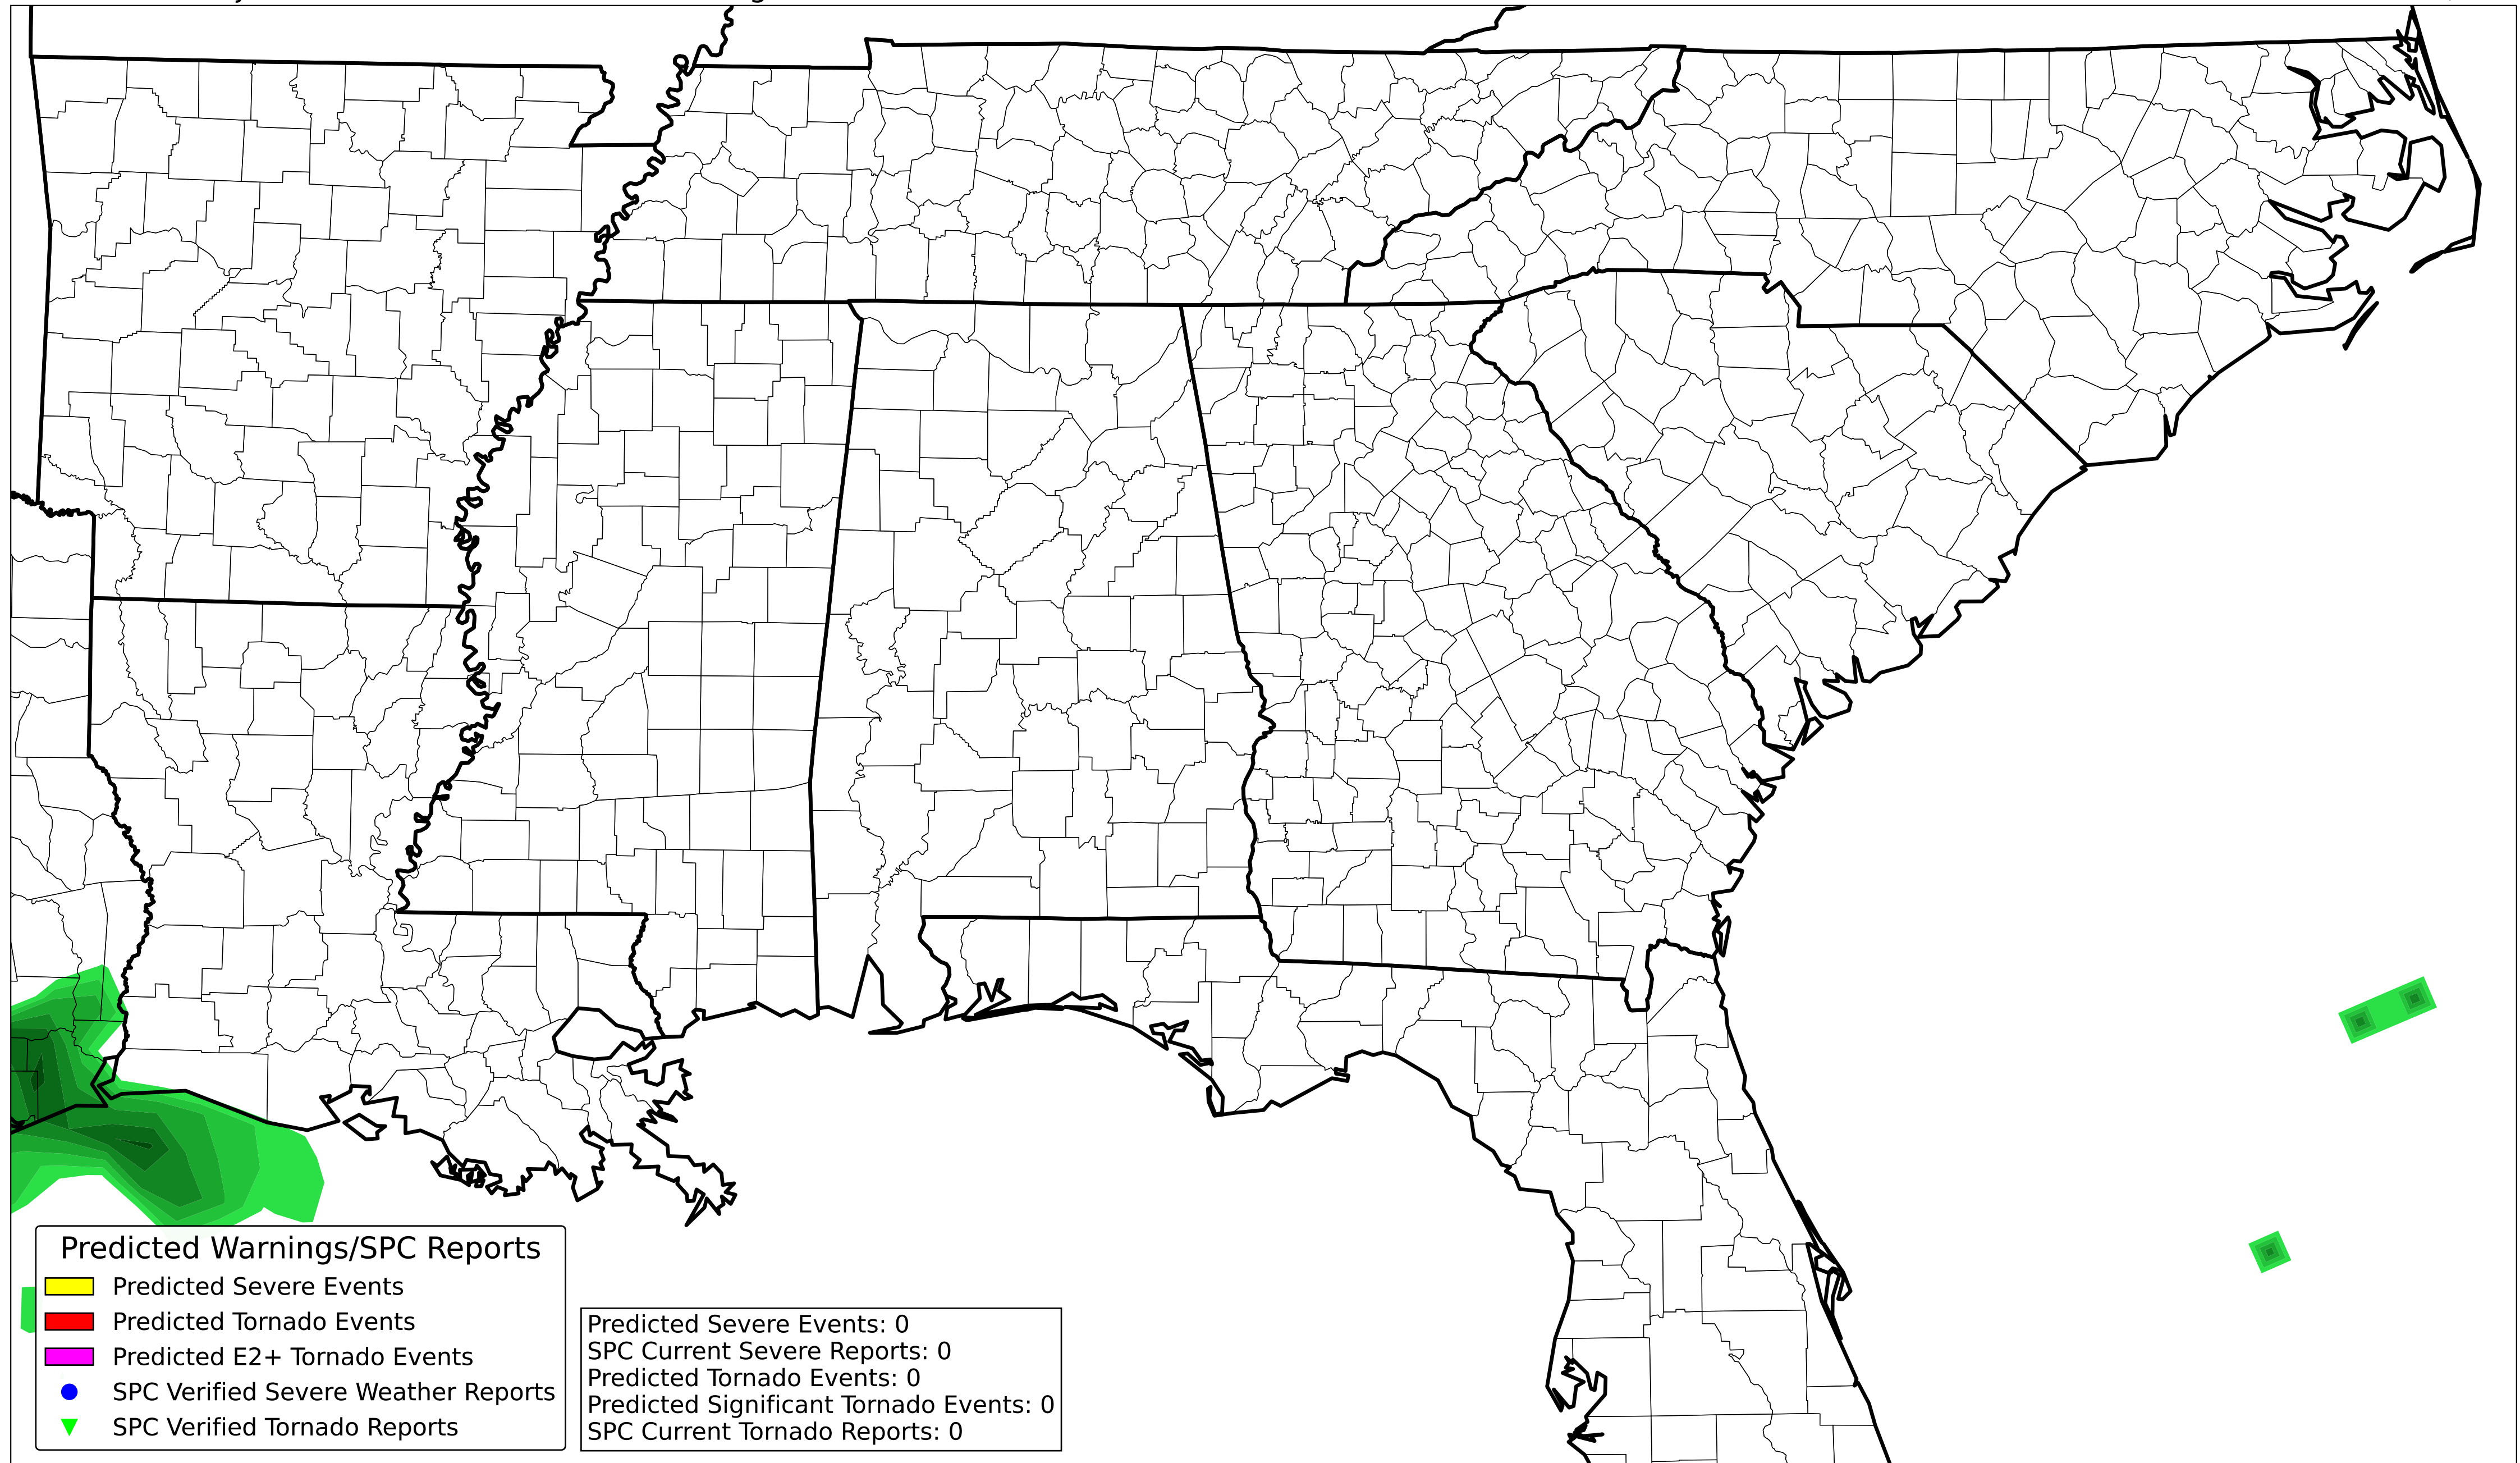 Predicted Warnings/SPC Reports
Predicted Severe Events
Predicted Tornado Events
Predicted E2+ Tornado Events
SPC Verified Severe Weather Reports
SPC Verified Tornado Reports
Predicted Severe Events: 0
SPC Current Severe Reports: 0
Predicted Tornado Events: 0
Predicted Significant Tornado Events: 0
SPC Current Tornado Reports: 0